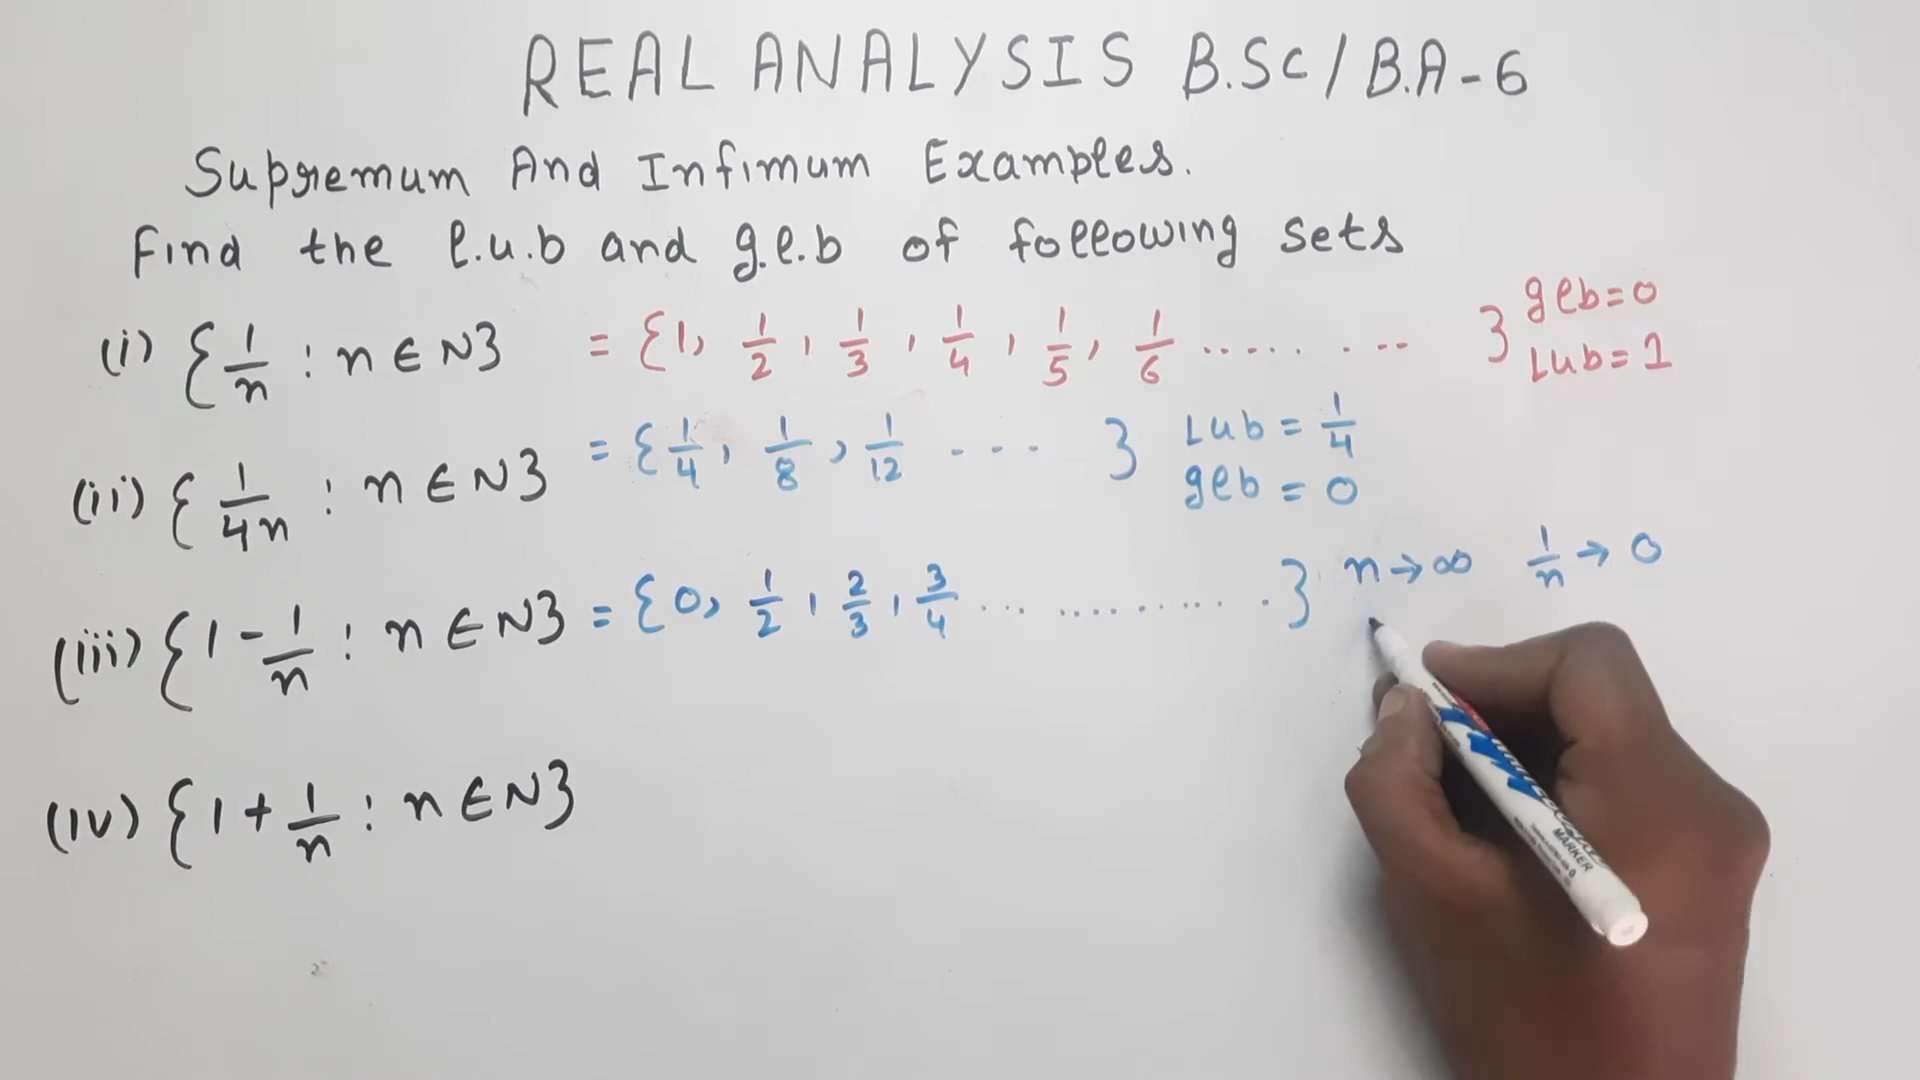 REAL ANALYSIS B.Sc/B.A-6
Supremum And Infimum Examples.
Find the l.u.b and g.l.b of following sets
(i) {1/n : n ∈ N} = {1, 1/2, 1/3, 1/4, 1/5, 1/6 ......... } glb=0
Lub=1
(ii) {1/4n : n ∈ N} = {1/4, 1/8, 1/12 ... } Lub = 1/4
glb = 0
(iii) {1-1/n : n ∈ N} = {0, 1/2, 2/3, 3/4 ............} n→∞ 1/n→0
(iv) {1+1/n : n ∈ N}
MARKER